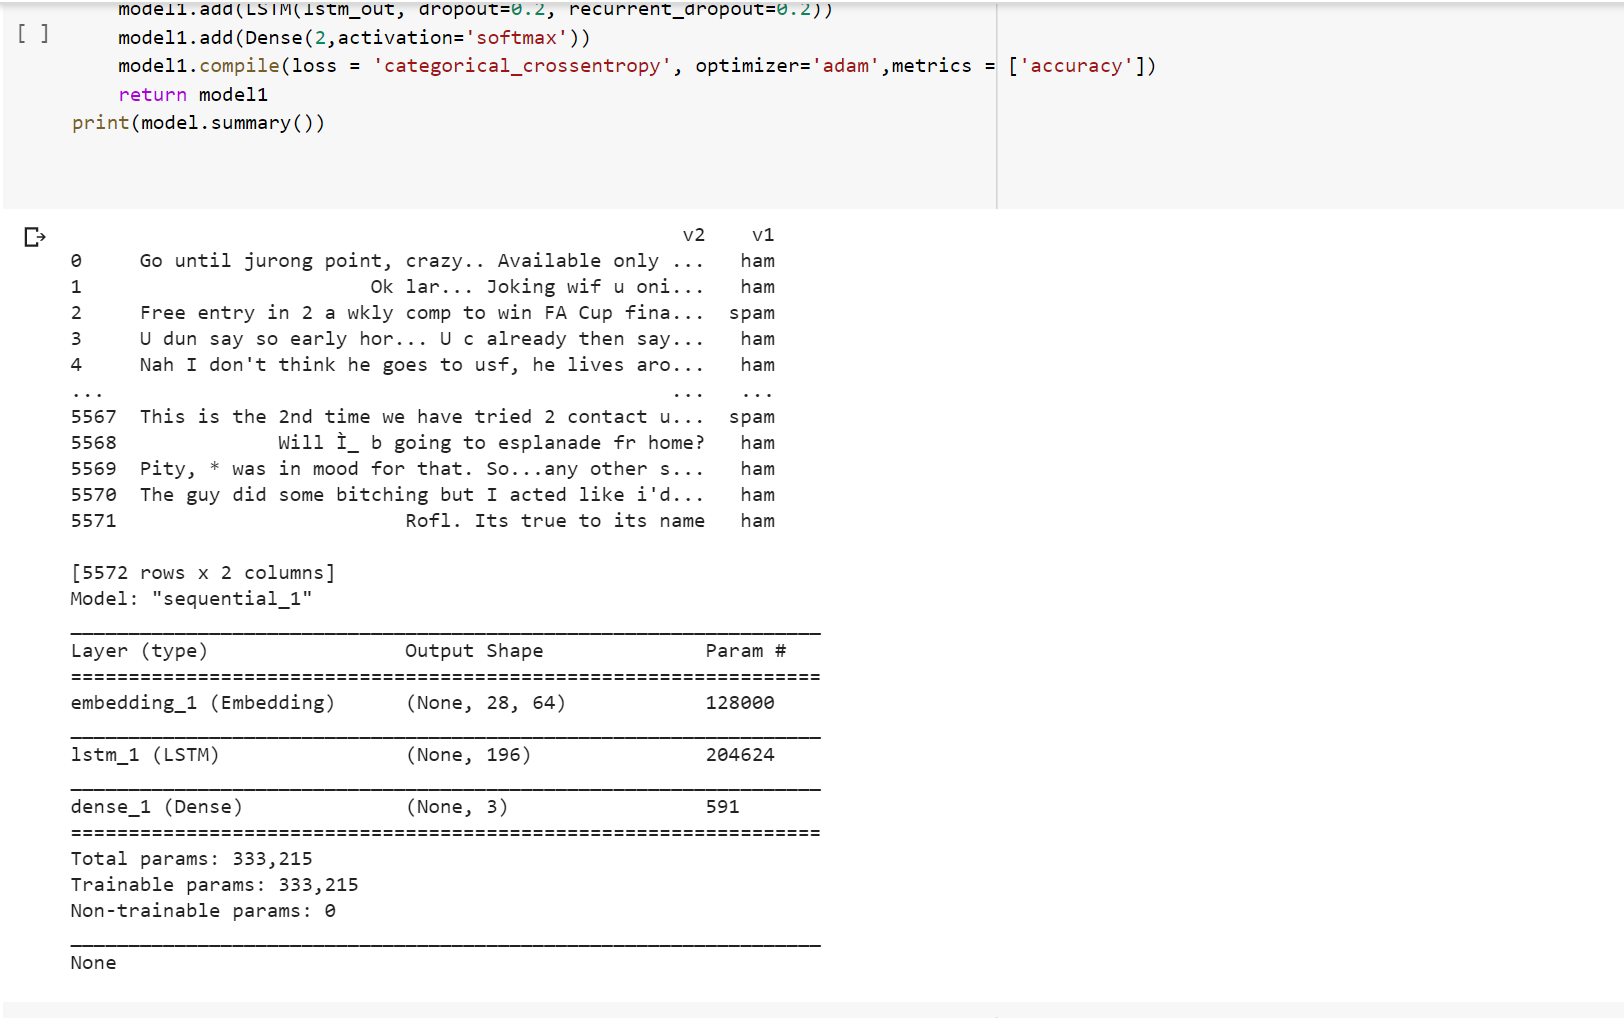 model1.add(LSTM(lstm_out, dropout=0.2, recurrent_dropout=0.2))
[ ]
model1.add(Dense(2,activation='softmax'))
model1.compile(loss = 'categorical_crossentropy', optimizer='adam',metrics = ['accuracy'])
return model1
print(model.summary())
v2 v1
0 Go until jurong point, crazy.. Available only ... ham
1 Ok lar... Joking wif u oni... ham
2 Free entry in 2 a wkly comp to win FA Cup fina... spam
3 U dun say so early hor... U c already then say... ham
4 Nah I don't think he goes to usf, he lives aro... ham
... ... ...
5567 This is the 2nd time we have tried 2 contact u... spam
5568 Will Ì_ b going to esplanade fr home? ham
5569 Pity, * was in mood for that. So...any other s... ham
5570 The guy did some bitching but I acted like i'd... ham
5571 Rofl. Its true to its name ham
[5572 rows x 2 columns]
Model: "sequential_1"
_________________________________________________________________
Layer (type) Output Shape Param #
=================================================================
embedding_1 (Embedding) (None, 28, 64) 128000
_________________________________________________________________
lstm_1 (LSTM) (None, 196) 204624
_________________________________________________________________
dense_1 (Dense) (None, 3) 591
=================================================================
Total params: 333,215
Trainable params: 333,215
Non-trainable params: 0
_________________________________________________________________
None